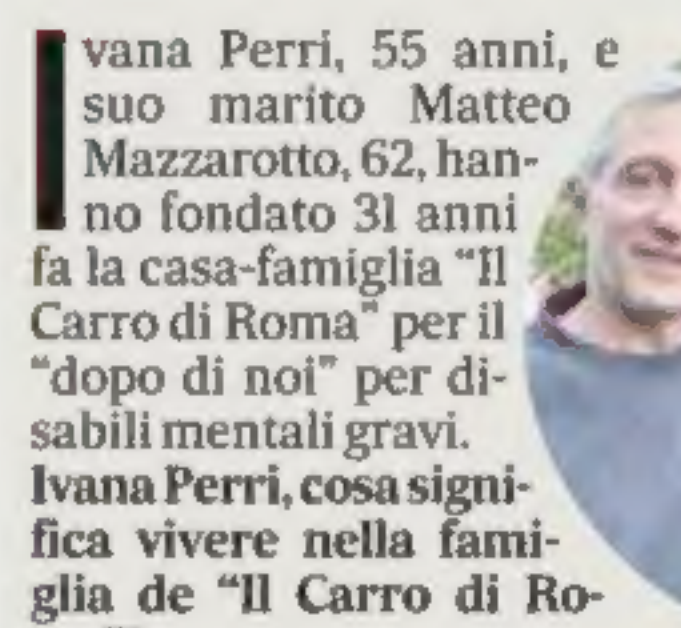 Ivana Perri, 55 anni, e
suo marito Matteo
Mazzarotto, 62, han-
no fondato 31 anni
fa la casa-famiglia “Il
Carro di Roma” per il
“dopo di noi” per di-
sabili mentali gravi.
Ivana Perri, cosa signi-
fica vivere nella fami-
glia de “Il Carro di Ro-